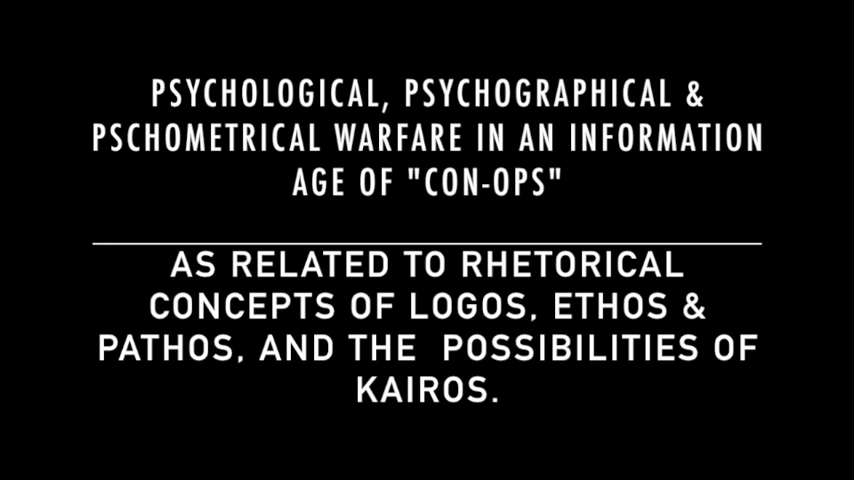 PSYCHOLOGICAL, PSYCHOGRAPHICAL &
PSCHOMETRICAL WARFARE IN AN INFORMATION
AGE OF "CON-OPS"
AS RELATED TO RHETORICAL
CONCEPTS OF LOGOS, ETHOS &
PATHOS, AND THE  POSSIBILITIES OF
KAIROS.